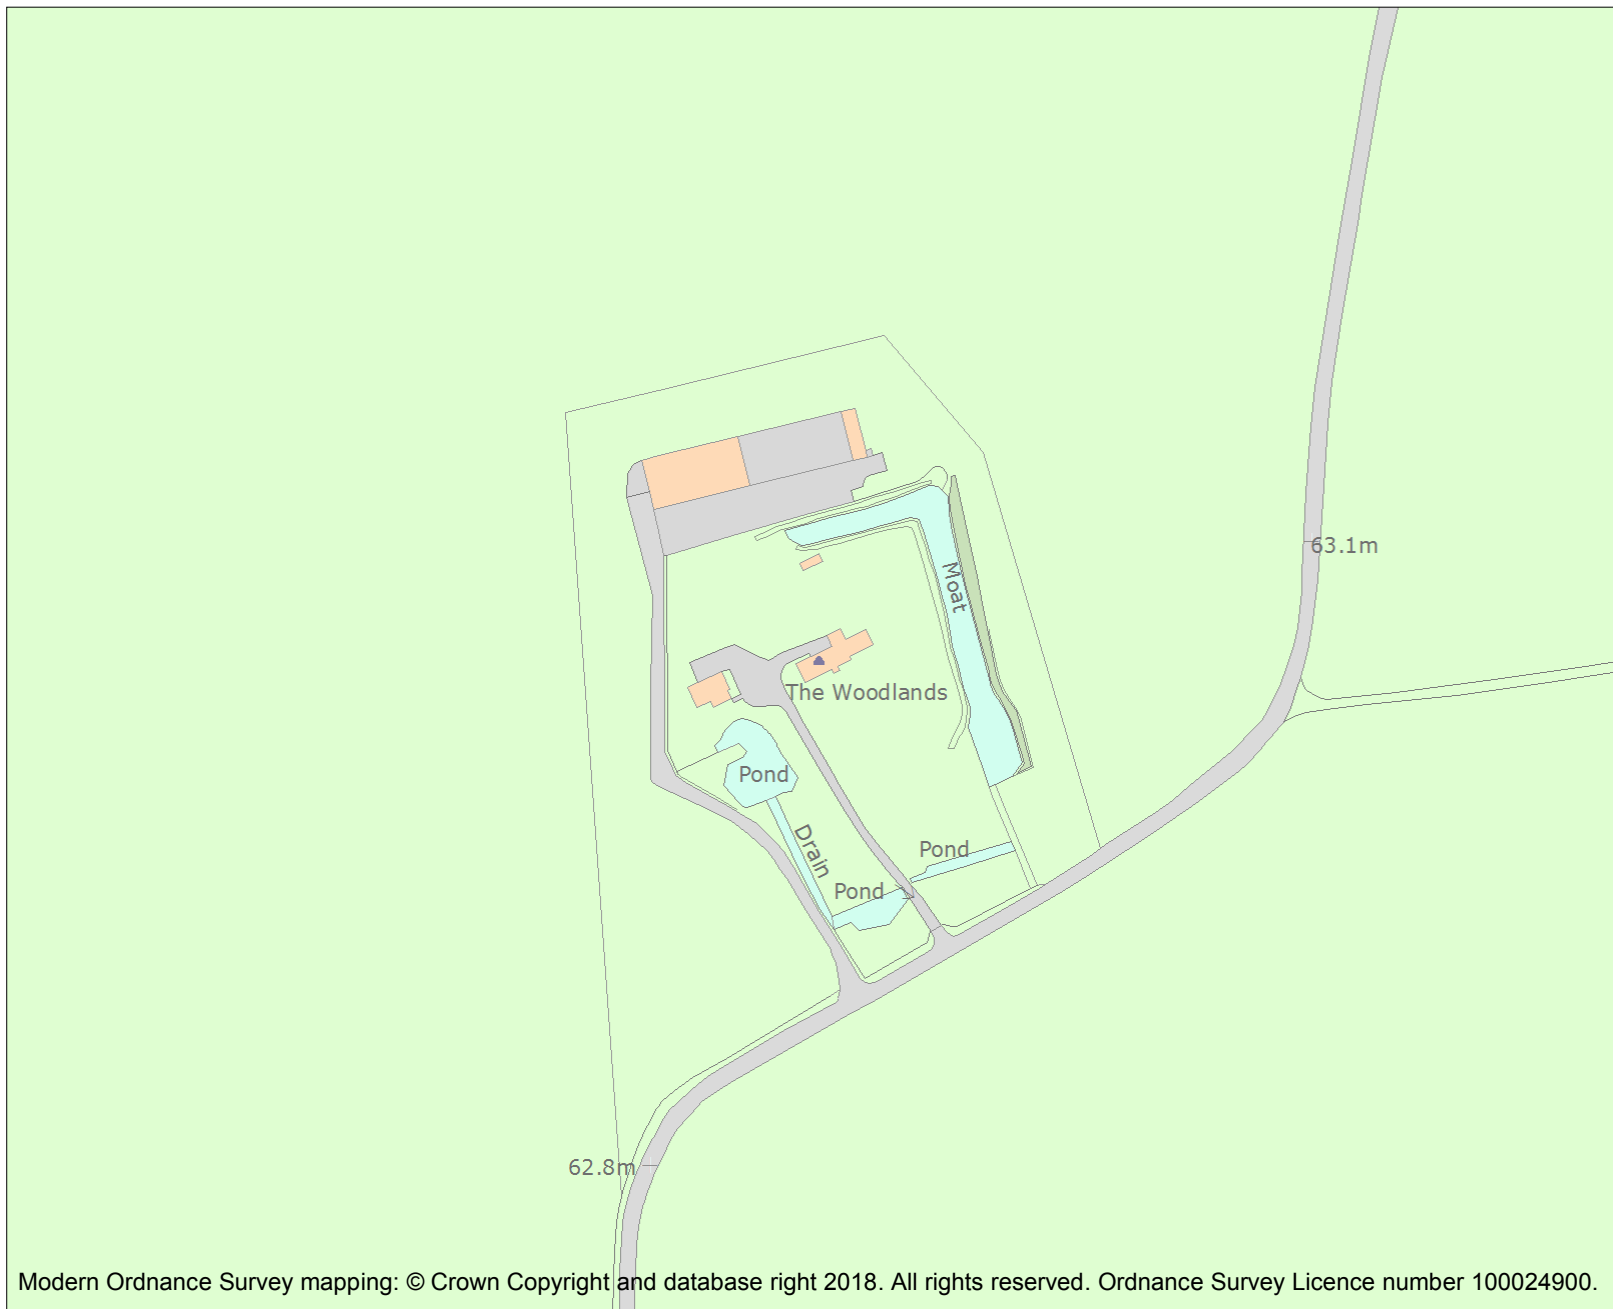 63.1m
Moat
The Woodlands
Pond
Drain
Pond
Pond
62.8m
Modern Ordnance Survey mapping: © Crown Copyright and database right 2018. All rights reserved. Ordnance Survey Licence number 100024900.